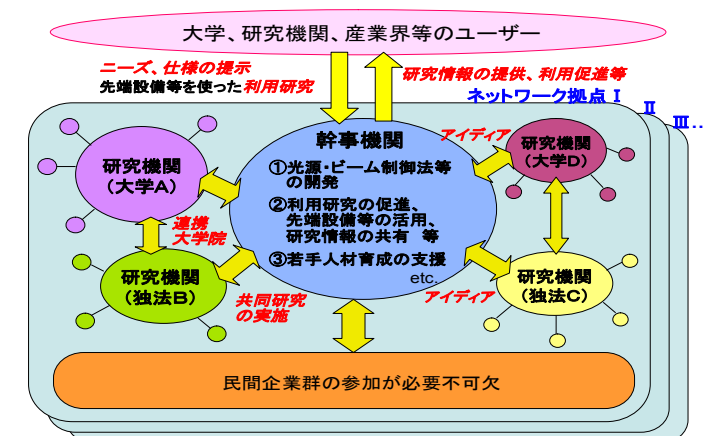 大学、研究機関、産業界等のユーザー
ニーズ、仕様の提示
先端設備等を使った利用研究
研究情報の提供、利用促進等
ネットワーク拠点Ⅰ
Ⅱ
Ⅲ‥
幹事機関
①光源・ビーム制御法等
の開発
②利用研究の促進、
先端設備等の活用、
研究情報の共有 等
③若手人材育成の支援
etc.
研究機関
(大学A)
連携
大学院
研究機関
(独法B)
共同研究
の実施
アイディア
研究機関
(大学D)
研究機関
(独法C)
アイディア
民間企業群の参加が必要不可欠